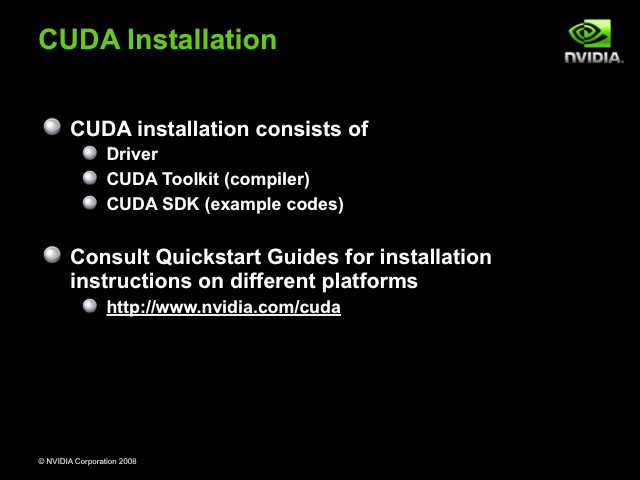 CUDA Installation
NVIDIA.
CUDA installation consists of
Driver
CUDA Toolkit (compiler)
CUDA SDK (example codes)
Consult Quickstart Guides for installation
instructions on different platforms
http://www.nvidia.com/cuda
© NVIDIA Corporation 2008